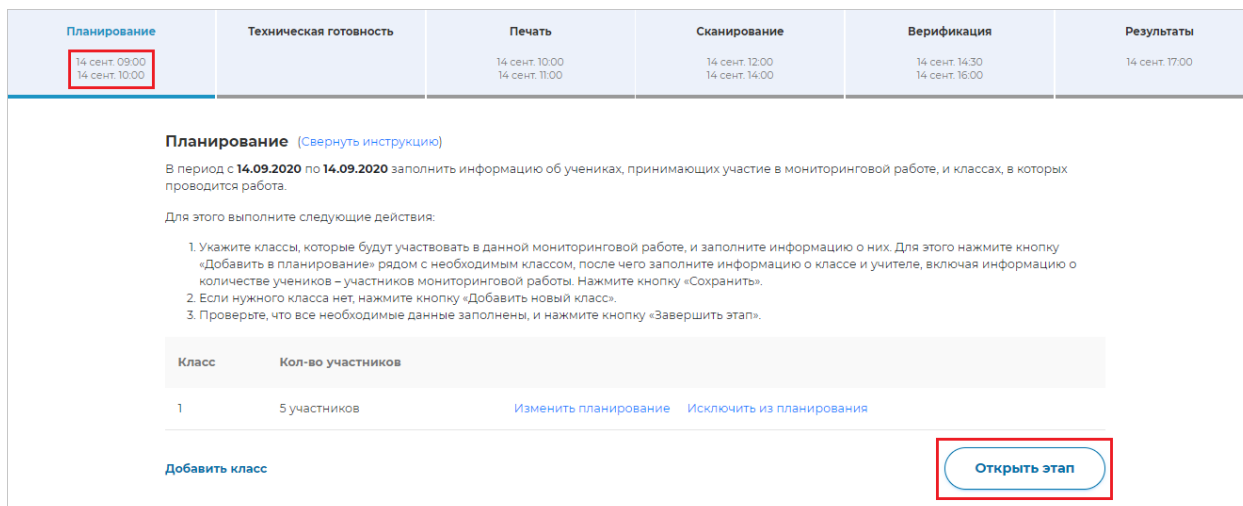 Планирование
Техническая готовность
Печать
Сканирование
Верификация
Результаты
14 сент. 09:00
14 сент. 10:00
14 сент. 10:00
14 сент. 11:00
14 сент. 12:00
14 сент. 14:00
14 сент. 14:30
14 сент. 16:00
14 сент. 17:00
Планирование (Свернуть инструкцию)
В период с 14.09.2020 по 14.09.2020 заполнить информацию об учениках, принимающих участие в мониторинговой работе, и классах, в которых
проводится работа.
Для этого выполните следующие действия:
1. Укажите классы, которые будут участвовать в данной мониторинговой работе, и заполните информацию о них. Для этого нажмите кнопку
«Добавить в планирование» рядом с необходимым классом, после чего заполните информацию о классе и учителе, включая информацию о
количестве учеников – участников мониторинговой работы. Нажмите кнопку «Сохранить».
2. Если нужного класса нет, нажмите кнопку «Добавить новый класс».
3. Проверьте, что все необходимые данные заполнены, и нажмите кнопку «Завершить этап».
Класс Кол-во участников
1 5 участников Изменить планирование Исключить из планирования
Добавить класс Открыть этап